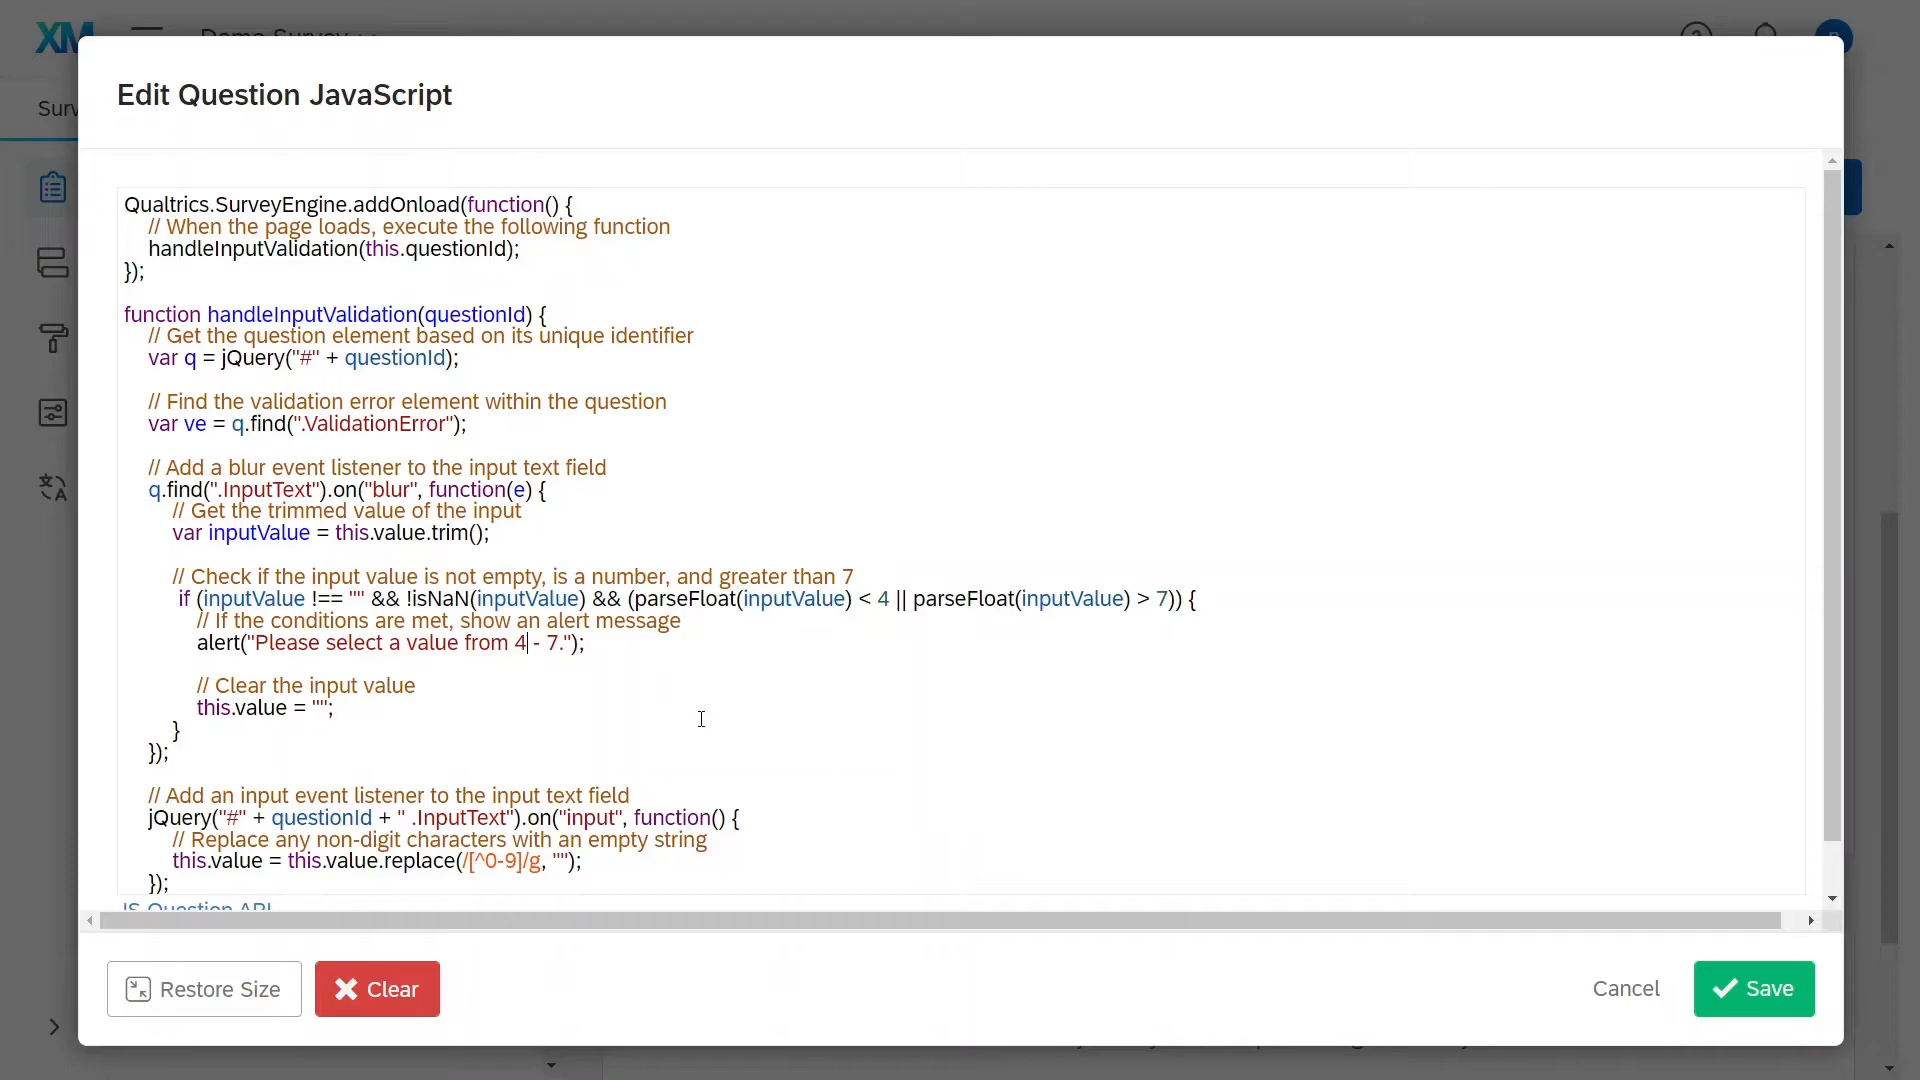 XM
Demo Survey
Surv
Edit Question JavaScript
Qualtrics.SurveyEngine.addOnload(function() {
// When the page loads, execute the following function
handleInputValidation(this.questionId);
});
function handleInputValidation(questionId) {
// Get the question element based on its unique identifier
var q = jQuery("#" + questionId);
// Find the validation error element within the question
var ve = q.find(".ValidationError");
// Add a blur event listener to the input text field
q.find(".InputText").on("blur", function(e) {
// Get the trimmed value of the input
var inputValue = this.value.trim();
// Check if the input value is not empty, is a number, and greater than 7
if (inputValue !== "" && !isNaN(inputValue) && (parseFloat(inputValue) < 4 || parseFloat(inputValue) > 7)) {
// If the conditions are met, show an alert message
alert("Please select a value from 4 - 7.");
// Clear the input value
this.value = "";
}
});
// Add an input event listener to the input text field
jQuery("#" + questionId + " .InputText").on("input", function() {
// Replace any non-digit characters with an empty string
this.value = this.value.replace(/[^0-9]/g, "");
});
JS Question API
Restore Size
Clear
Cancel
Save